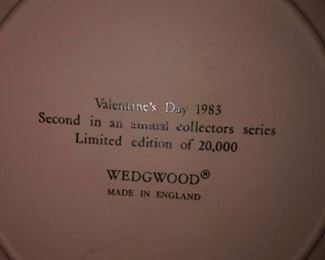 Valentine's Day 1983
Second in an annual collectors series
Limited edition of 20,000
WEDGWOOD®
MADE IN ENGLAND